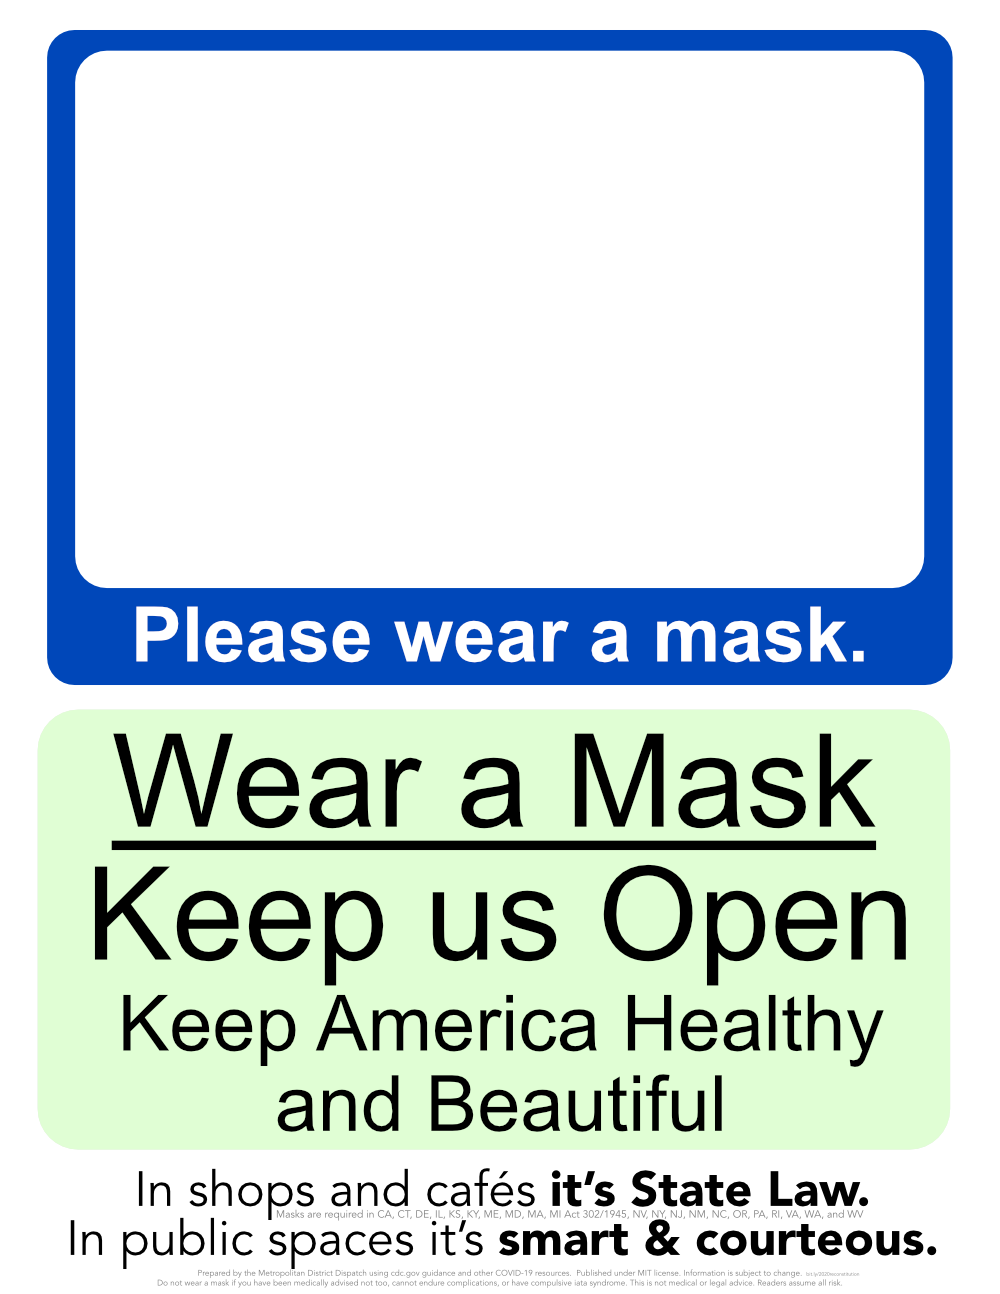 Please wear a mask.
Wear a Mask
Keep us Open
Keep America Healthy
and Beautiful
In shops and cafés it’s State Law.
Masks are required in CA, CT, DE, IL, KS, KY, ME, MD, MA, MI Act 302/1945, NV, NY, NJ, NM, NC, OR, PA, RI, VA, WA, and WV
In public spaces it’s smart & courteous.
Prepared by the Metropolitan District Dispatch using cdc.gov guidance and other COVID-19 resources. Published under MIT license. Information is subject to change.
Do not wear a mask if you have been medically advised not too, cannot endure complications, or have compulsive iata syndrome. This is not medical or legal advice. Readers assume all risk.